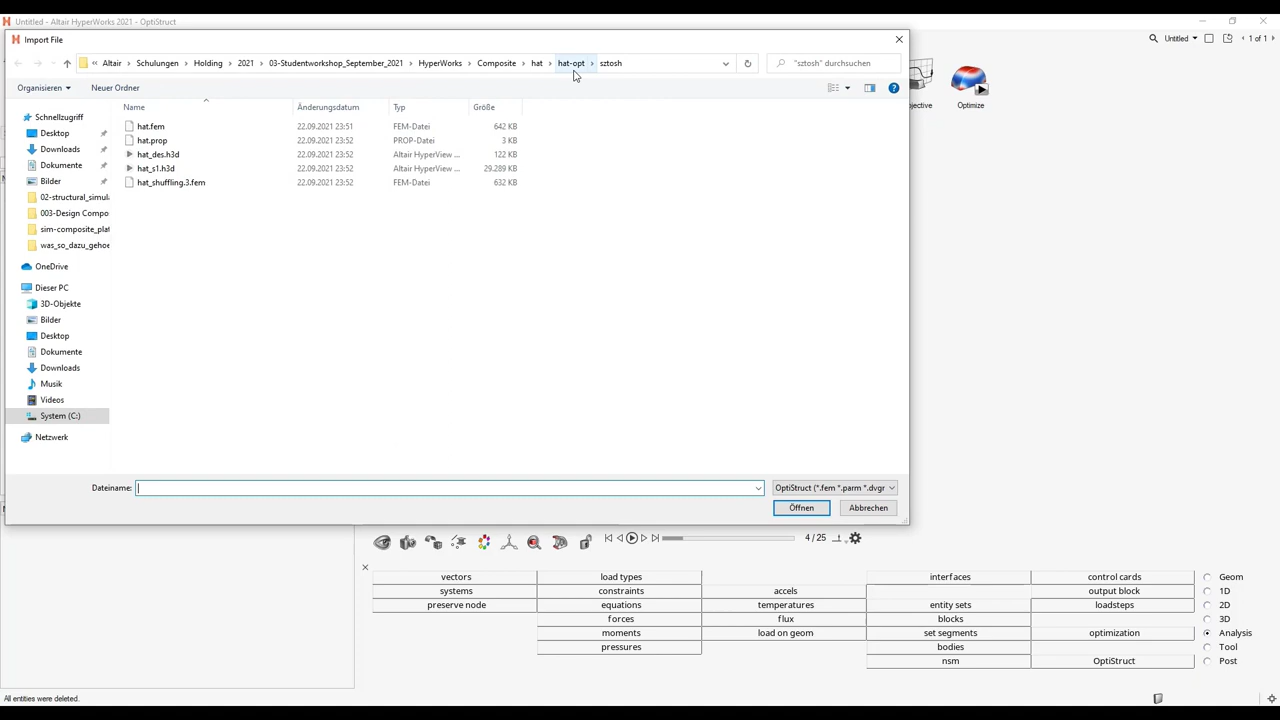 Untitled - Altair HyperWorks 2021 - OptiStruct
Import File
Untitled
1 of 1
« Altair › Schulungen › Holding › 2021 › 03-Studentworkshop_September_2021 › HyperWorks › Composite › hat › hat-opt › sztosh
"sztosh" durchsuchen
Organisieren
Neuer Ordner
jective
Optimize
Name
Änderungsdatum
Typ
Größe
hat.fem 22.09.2021 23:51 FEM-Datei 642 KB
hat.prop 22.09.2021 23:52 PROP-Datei 3 KB
hat_des.h3d 22.09.2021 23:52 Altair HyperView ... 122 KB
hat_s1.h3d 22.09.2021 23:52 Altair HyperView ... 29.289 KB
hat_shuffling.3.fem 22.09.2021 23:52 FEM-Datei 632 KB
Schnellzugriff
Desktop
Downloads
Dokumente
Bilder
02-structural_simul
003-Design Compo
sim-composite_plat
was_so_dazu_gehoe
OneDrive
Dieser PC
3D-Objekte
Bilder
Desktop
Dokumente
Downloads
Musik
Videos
System (C:)
Netzwerk
Dateiname:
OptiStruct (*.fem *.parm *.dvgr
Öffnen
Abbrechen
4 / 25
vectors
load types
interfaces
control cards
Geom
systems
constraints
accels
output block
1D
preserve node
equations
temperatures
entity sets
loadsteps
2D
forces
flux
blocks
3D
moments
load on geom
set segments
optimization
Analysis
pressures
bodies
Tool
nsm
OptiStruct
Post
All entities were deleted.